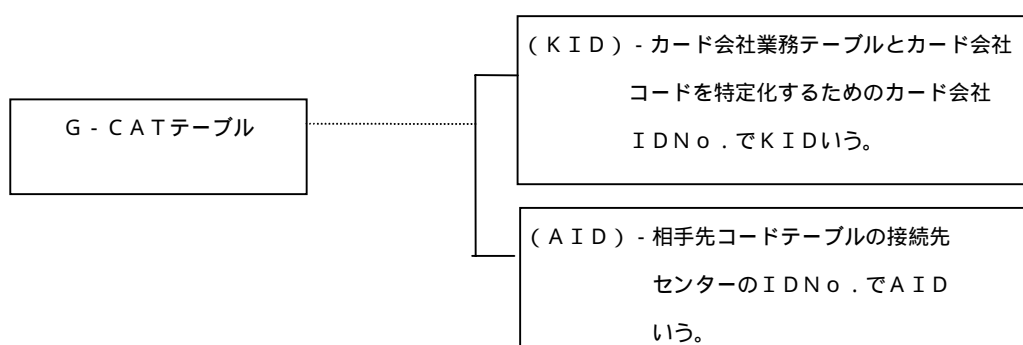 G-CATテーブル
(KID)-カード会社業務テーブルとカード会社
コードを特定化するためのカード会社
IDNo.でKIDいう。
(AID)-相手先コードテーブルの接続先
センターのIDNo.でAID
いう。